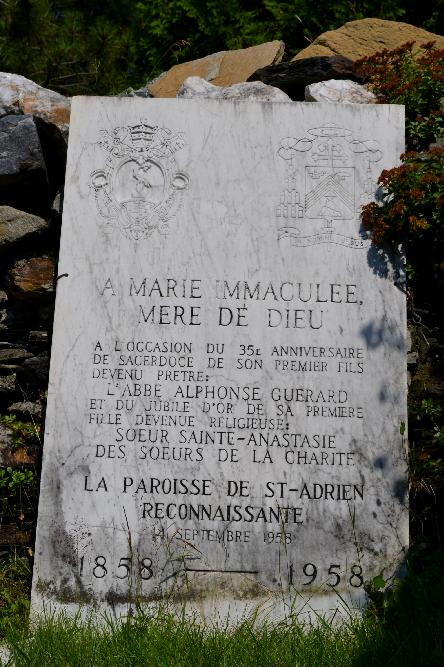 A MARIE IMMACULEE,
MERE DE DIEU
A L'OCCASION DU 35E ANNIVERSAIRE
DE SACERDOCE DE SON PREMIER FILS
DEVENU PRETRE:
L'ABBE ALPHONSE GUERARD
ET DU JUBILE D'OR DE SA PREMIERE
FILLE DEVENUE RELIGIEUSE:
SOEUR SAINTE-ANASTASIE
DES SOEURS DE LA CHARITE
LA PAROISSE DE ST-ADRIEN
RECONNAISSANTE
14 SEPTEMBRE 1958
1858 — 1958